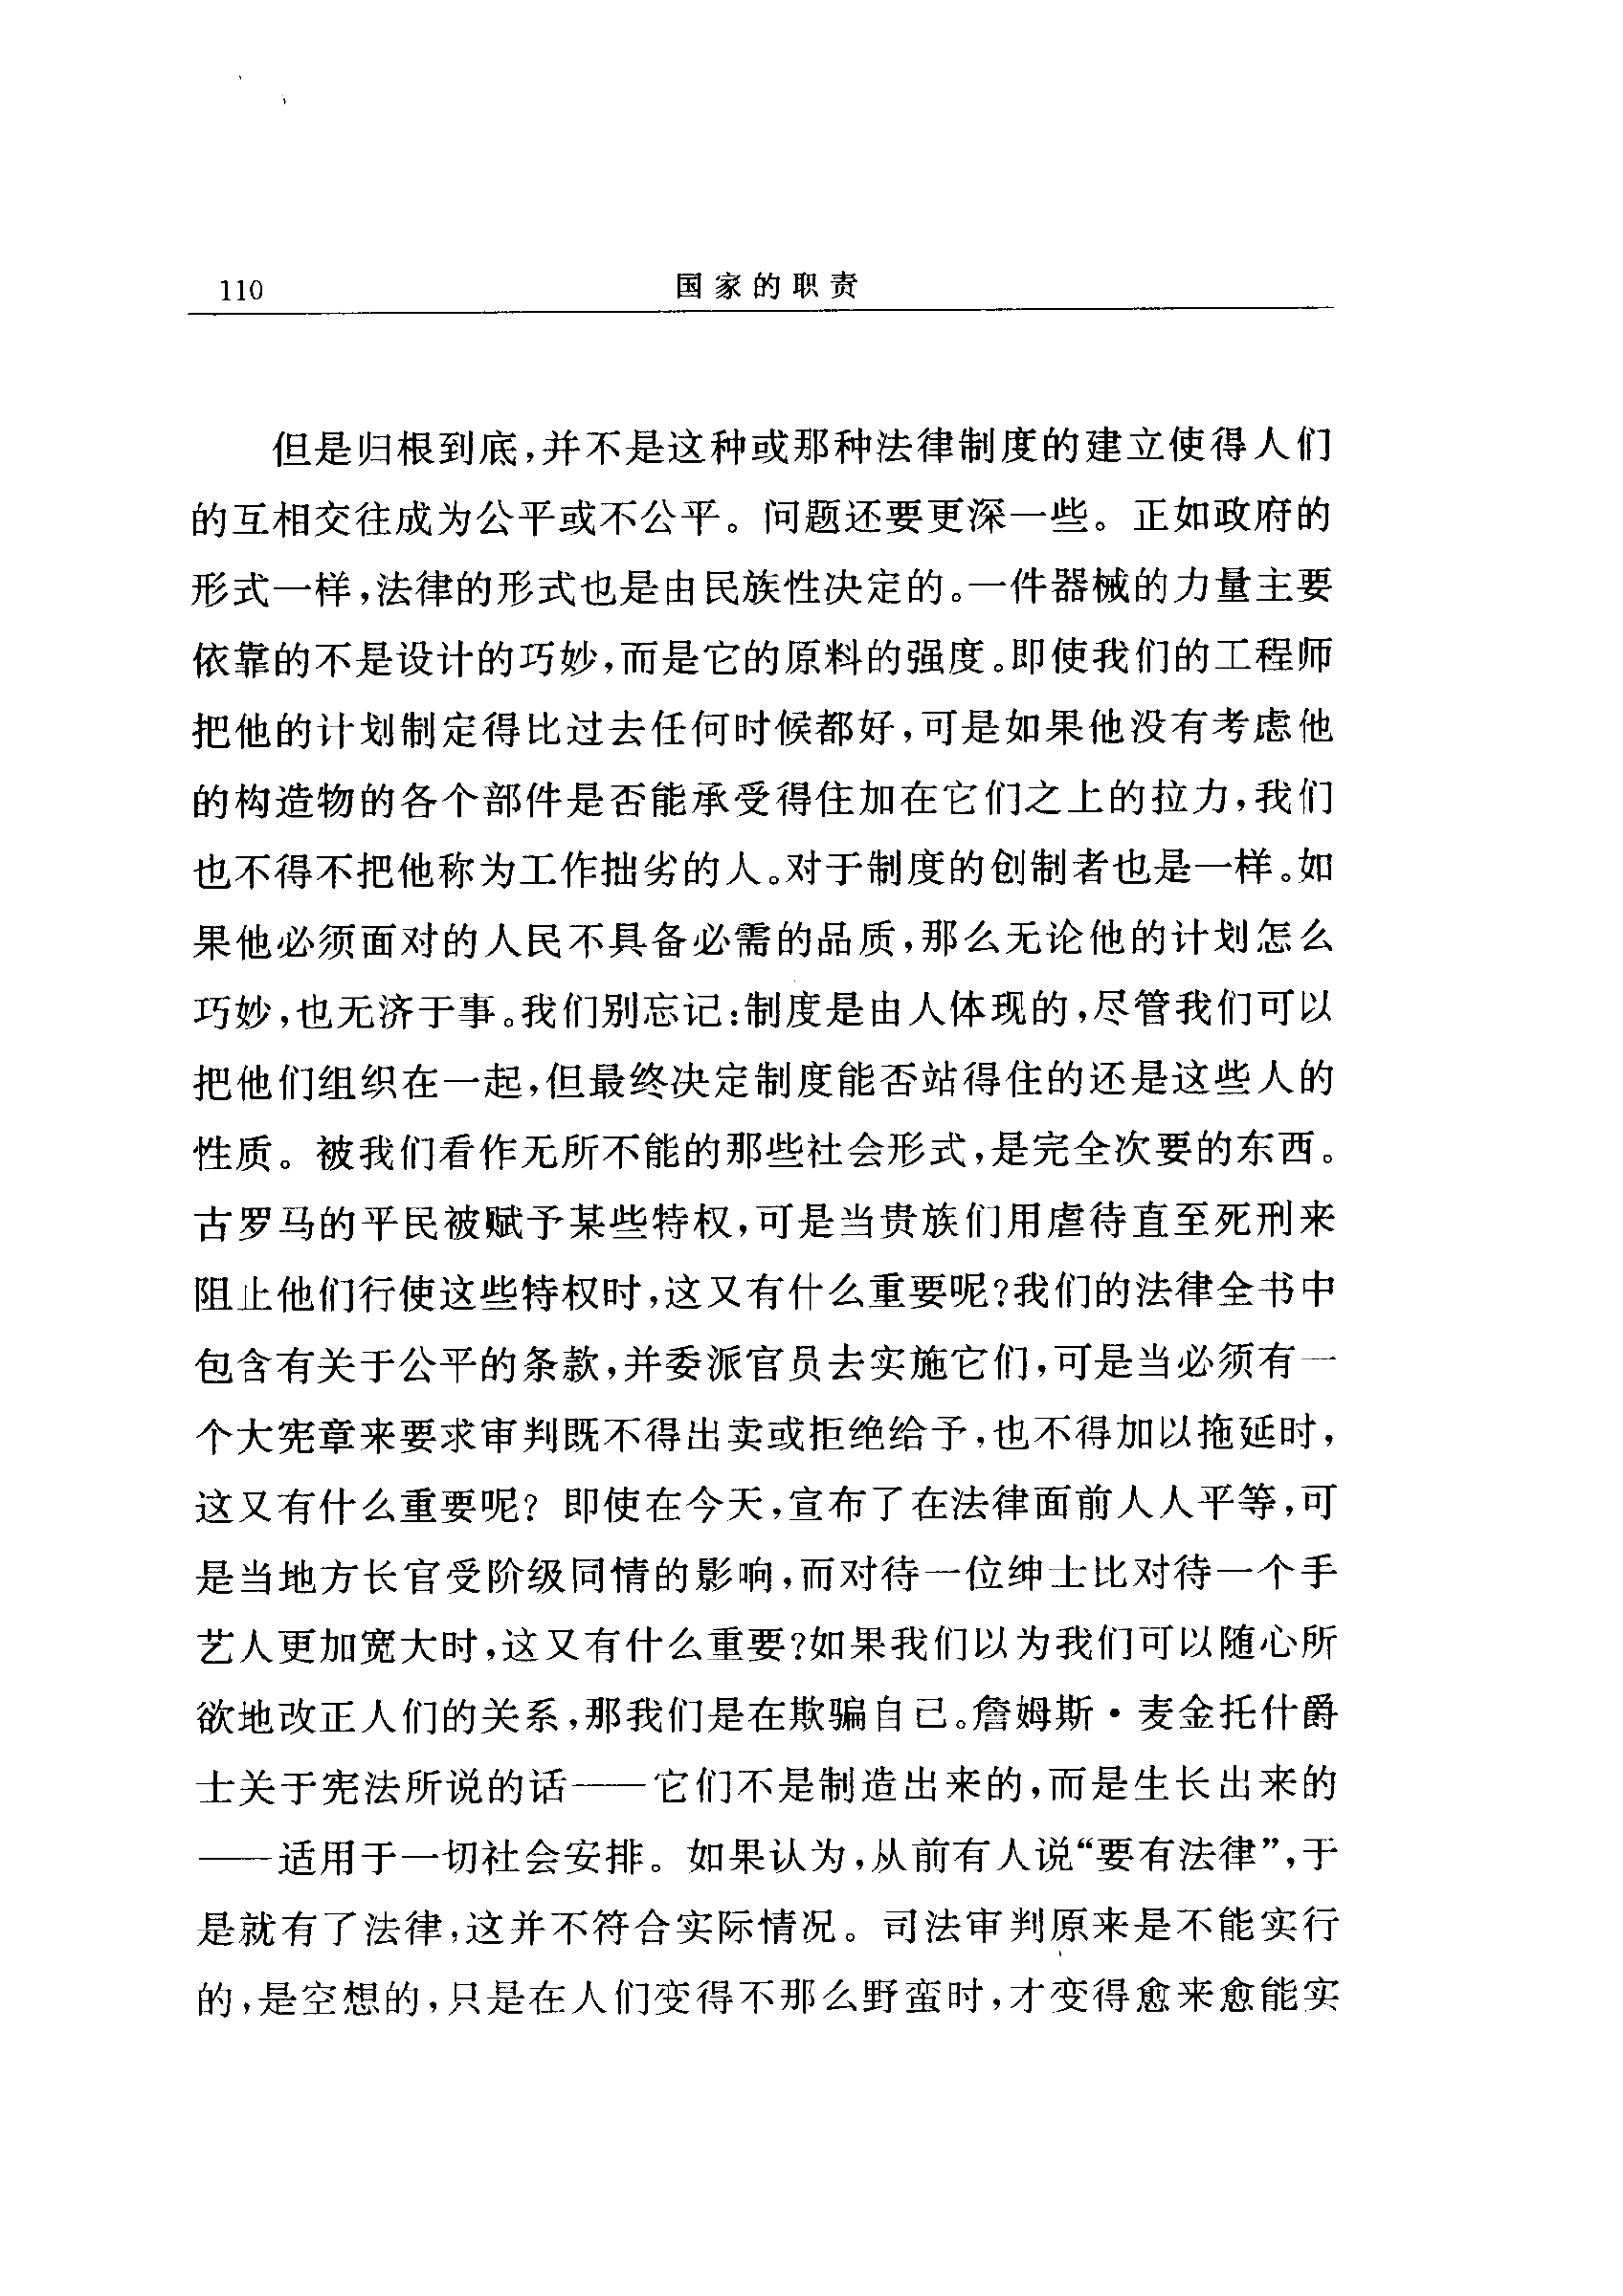 110 国家的职责
但是归根到底,并不是这种或那种法律制度的建立使得人们
的互相交往成为公平或不公平。问题还要更深一些。正如政府的
形式一样,法律的形式也是由民族性决定的。一件器械的力量主要
依靠的不是设计的巧妙,而是它的原料的强度。即使我们的工程师
把他的计划制定得比过去任何时候都好,可是如果他没有考虑他
的构造物的各个部件是否能承受得住加在它们之上的拉力,我们
也不得不把他称为工作拙劣的人。对于制度的创制者也是一样。如
果他必须面对的人民不具备必需的品质,那么无论他的计划怎么
巧妙,也无济于事。我们别忘记:制度是由人体现的,尽管我们可以
把他们组织在一起,但最终决定制度能否站得住的还是这些人的
性质。被我们看作无所不能的那些社会形式,是完全次要的东西。
古罗马的平民被赋予某些特权,可是当贵族们用虐待直至死刑来
阻止他们行使这些特权时,这又有什么重要呢?我们的法律全书中
包含有关于公平的条款,并委派官员去实施它们,可是当必须有一
个大宪章来要求审判既不得出卖或拒绝给予,也不得加以拖延时,
这又有什么重要呢?即使在今天,宣布了在法律面前人人平等,可
是当地方长官受阶级同情的影响,而对待一位绅士比对待一个手
艺人更加宽大时,这又有什么重要?如果我们以为我们可以随心所
欲地改正人们的关系,那我们是在欺骗自己。詹姆斯·麦金托什爵
士关于宪法所说的话——它们不是制造出来的,而是生长出来的
——适用于一切社会安排。如果认为,从前有人说“要有法律”,于
是就有了法律,这并不符合实际情况。司法审判原来是不能实行
的,是空想的,只是在人们变得不那么野蛮时,才变得愈来愈能实